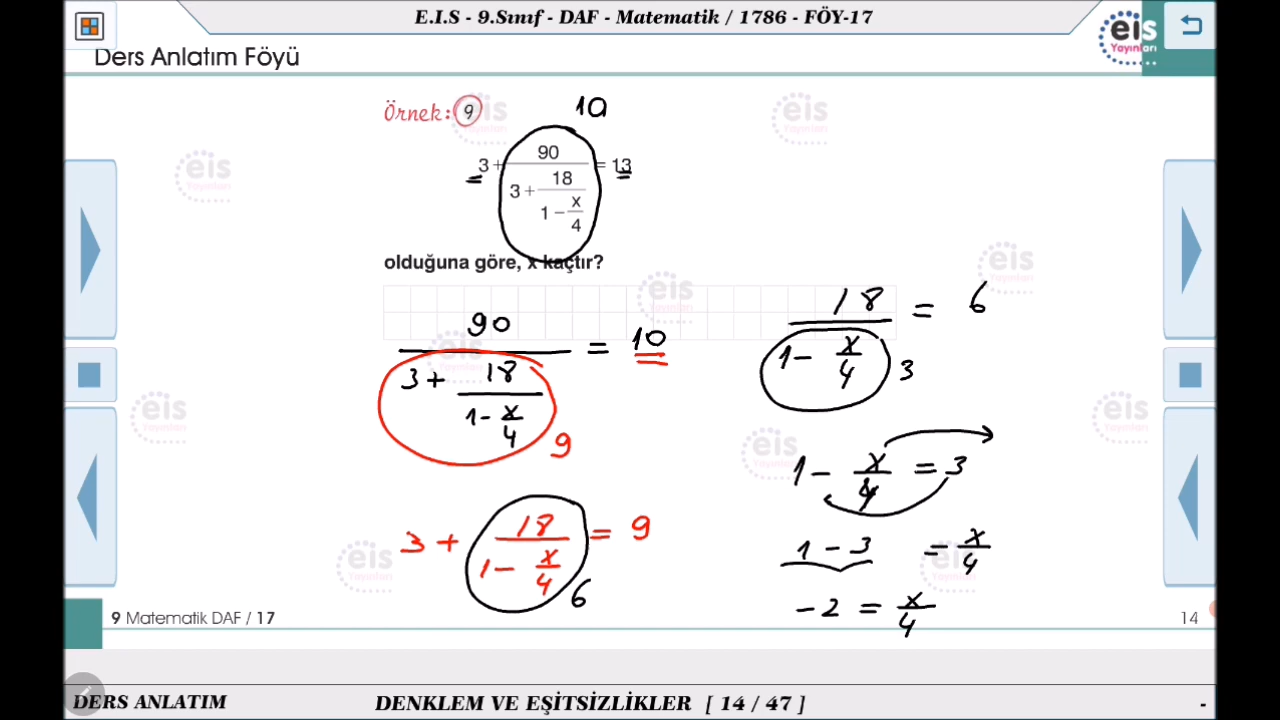 E.I.S - 9.Sınıf - DAF - Matematik / 1786 - FÖY-17
eis
Yayınları
Ders Anlatım Föyü
Örnek: 9
10
3 + 90 / (3 + 18 / (1 − x/4)) = 13
olduğuna göre, x kaçtır?
90 / (3 + 18 / (1 − x/4)) = 10
9
3 + 18 / (1 − x/4) = 9
6
18 / (1 − x/4) = 6
3
1 − x/4 = 3
1 − 3 = x/4
−2 = x/4
9 Matematik DAF / 17
14
DERS ANLATIM
DENKLEM VE EŞİTSİZLİKLER [ 14 / 47 ]
-